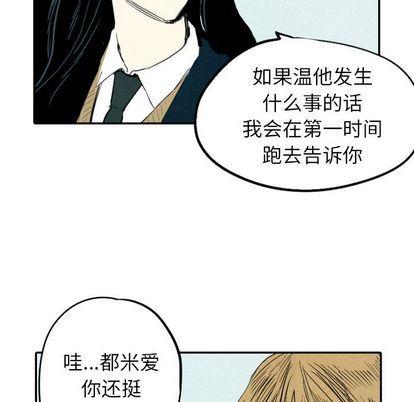 如果温他发生
什么事的话
我会在第一时间
跑去告诉你
哇...都米爱
你还挺